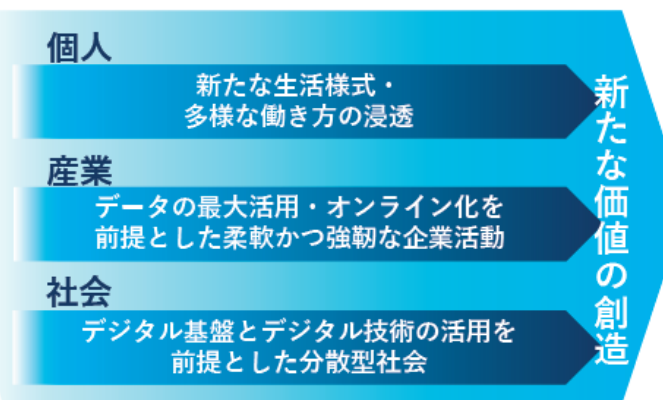 個人
新たな生活様式・
多様な働き方の浸透
産業
データの最大活用・オンライン化を
前提とした柔軟かつ強靭な企業活動
社会
デジタル基盤とデジタル技術の活用を
前提とした分散型社会
新たな価値の創造